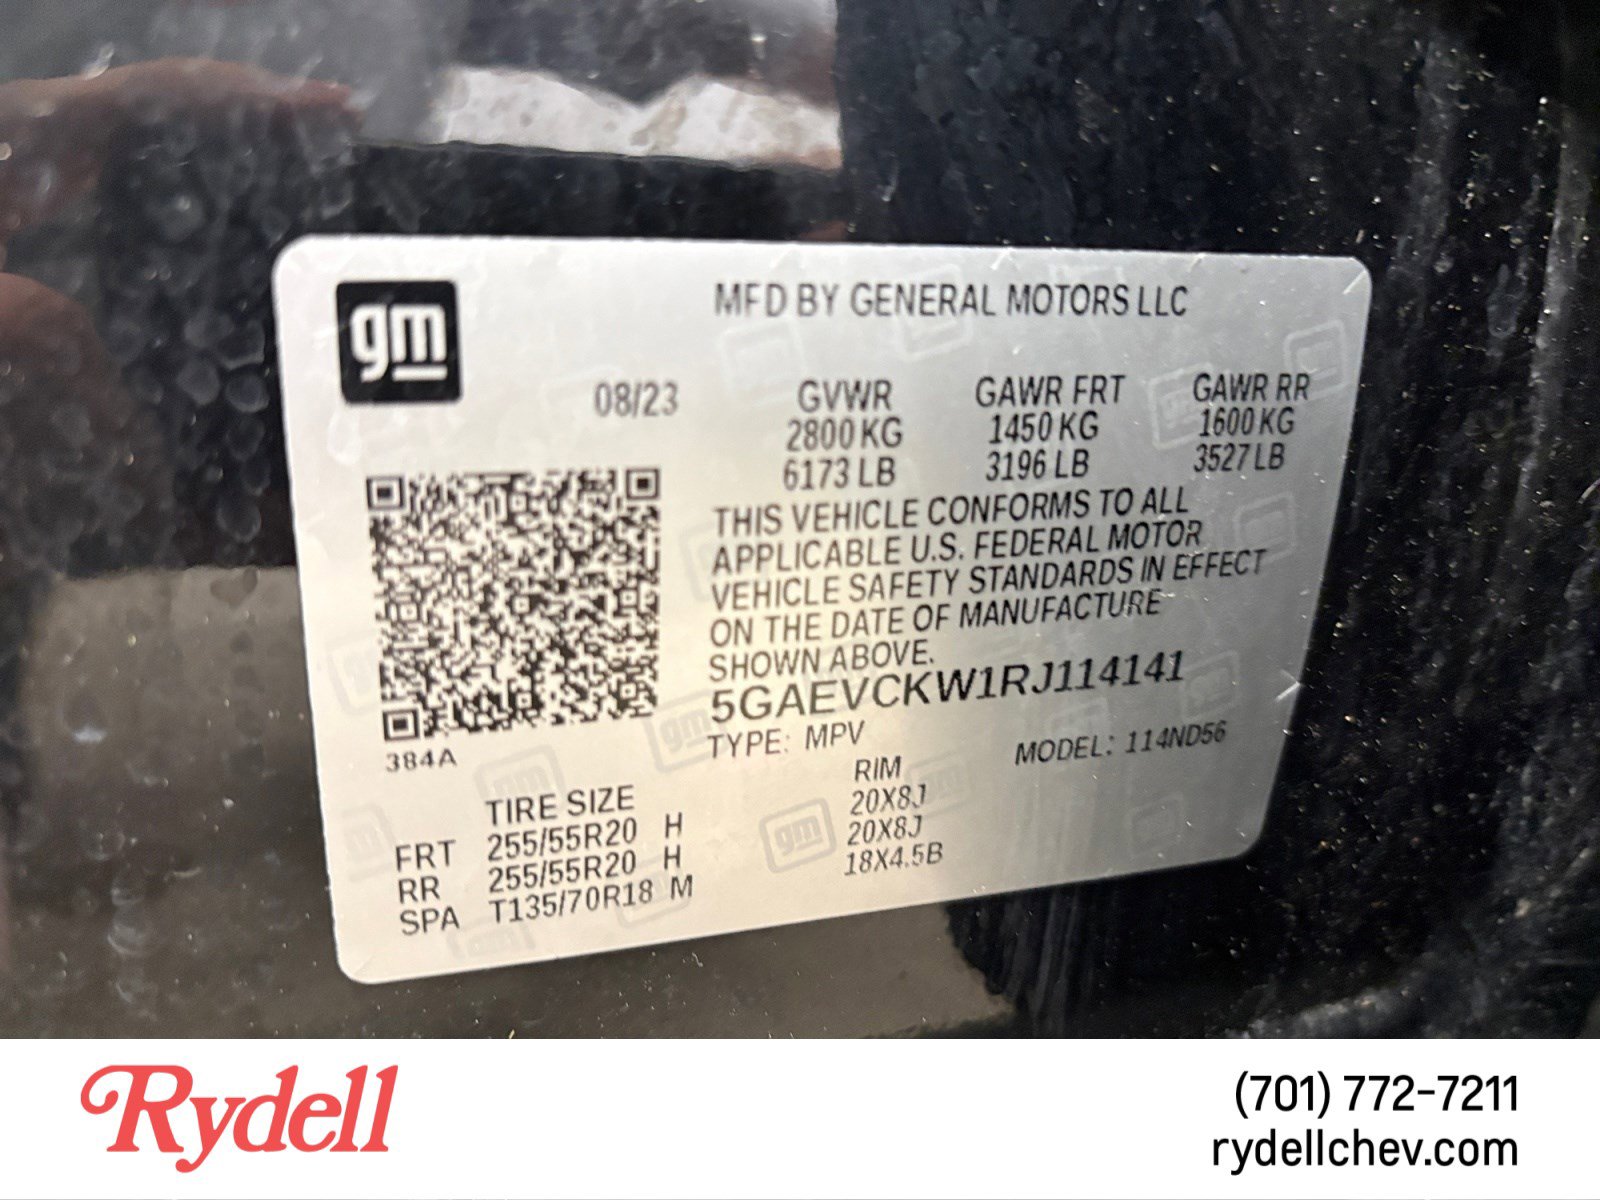 gm
MFD BY GENERAL MOTORS LLC
08/23
GVWR GAWR FRT GAWR RR
2800 KG 1450 KG 1600 KG
6173 LB 3196 LB 3527 LB
THIS VEHICLE CONFORMS TO ALL
APPLICABLE U.S. FEDERAL MOTOR
VEHICLE SAFETY STANDARDS IN EFFECT
ON THE DATE OF MANUFACTURE
SHOWN ABOVE.
5GAEVCKW1RJ114141
TYPE: MPV MODEL: 114ND56
384A
TIRE SIZE RIM
FRT 255/55R20 H 20X8J
RR 255/55R20 H 20X8J
SPA T135/70R18 M 18X4.5B
Rydell
(701) 772-7211
rydellchev.com